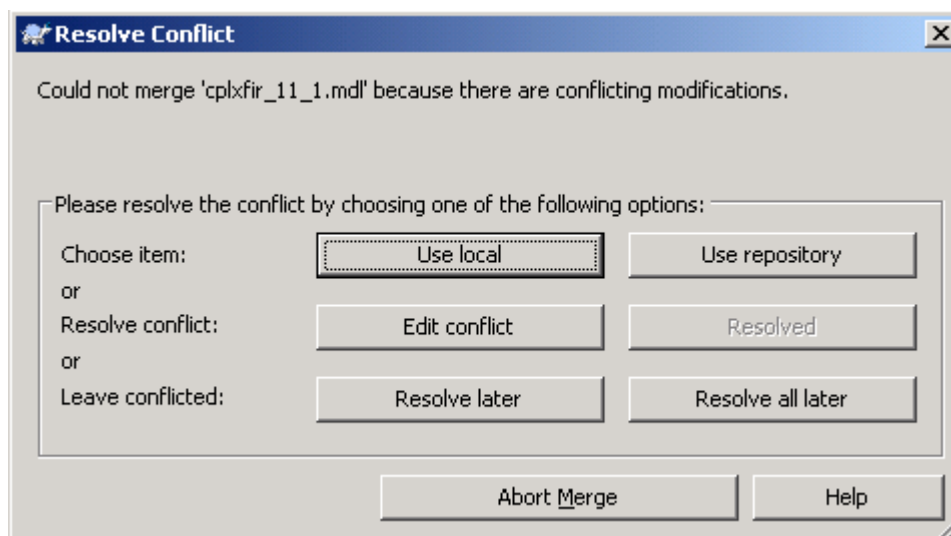 Resolve Conflict
Could not merge 'cplxfir_11_1.mdl' because there are conflicting modifications.
Please resolve the conflict by choosing one of the following options:
Choose item: Use local Use repository
or
Resolve conflict: Edit conflict Resolved
or
Leave conflicted: Resolve later Resolve all later
Abort Merge Help